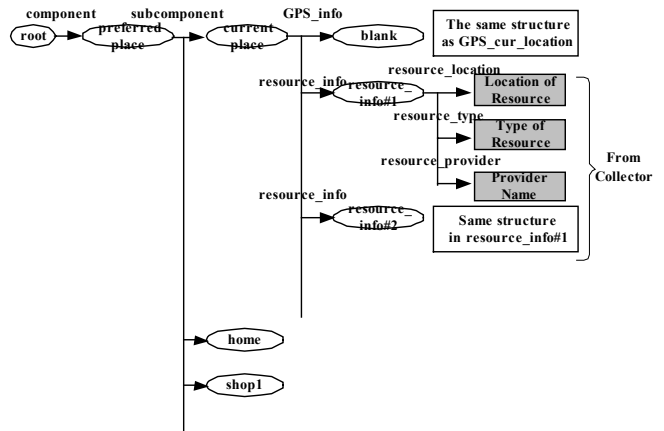 component
subcomponent
GPS_info
root
preferred
place
current
place
blank
The same structure
as GPS_cur_location
resource_location
resource_info
resource_
info#1
Location of
Resource
resource_type
Type of
Resource
resource_provider
Provider
Name
From
Collector
resource_info
resource_
info#2
Same structure
in resource_info#1
home
shop1